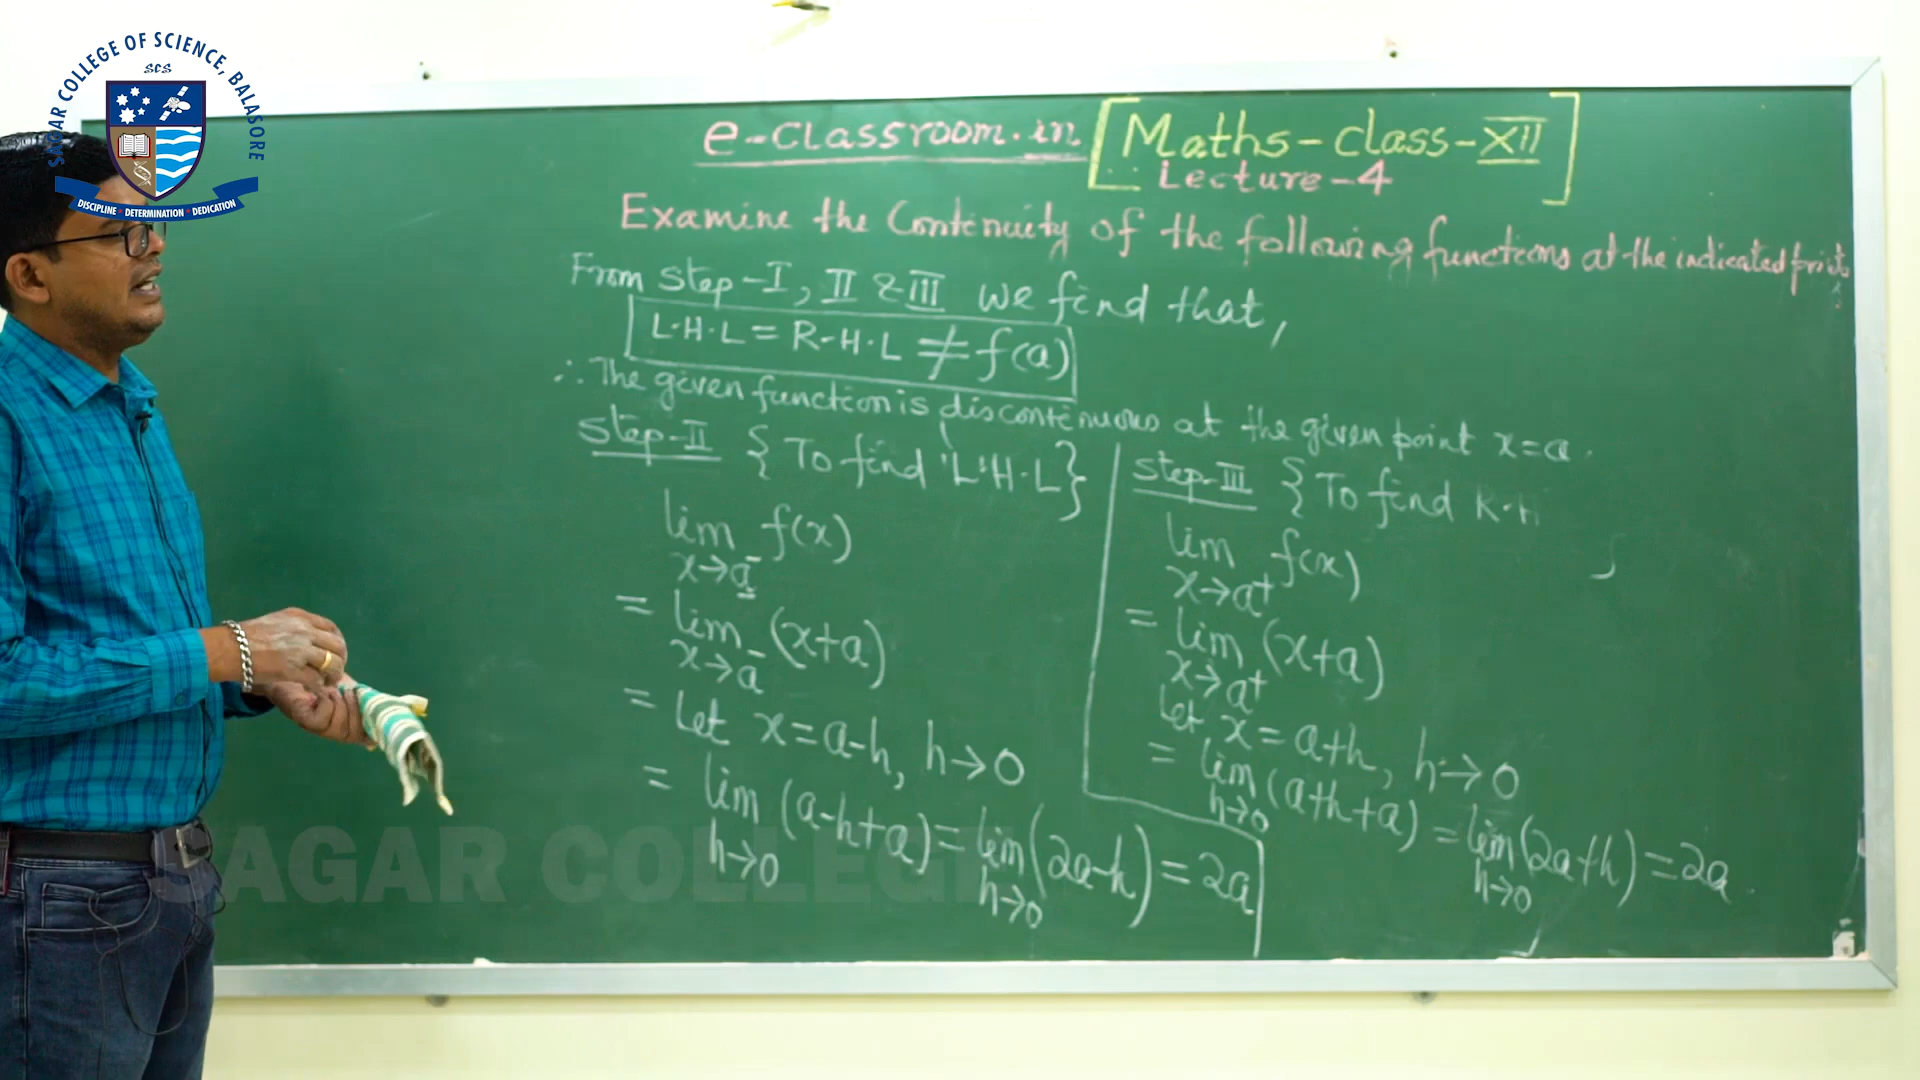 SAGAR COLLEGE OF SCIENCE, BALASORE
SCS
DISCIPLINE • DETERMINATION • DEDICATION
e-classroom.in [Maths-class-XII
Lecture-4]
Examine the Continuity of the following functions at the indicated points
From step-I, II & III we find that,
L.H.L = R.H.L ≠ f(a)
∴ The given function is discontinuous at the given point x=a.
Step-II { To find L.H.L}
lim f(x)
x→a⁻
= lim (x+a)
x→a⁻
= Let x=a-h, h→0
= lim (a-h+a) = lim (2a-h) = 2a
h→0 h→0
Step-III { To find R.H
lim f(x)
x→a⁺
= lim (x+a)
x→a⁺
Let, x=a+h, h→0
= lim (a+h+a) = lim (2a+h) = 2a
h→0 h→0
SAGAR COLLEGE